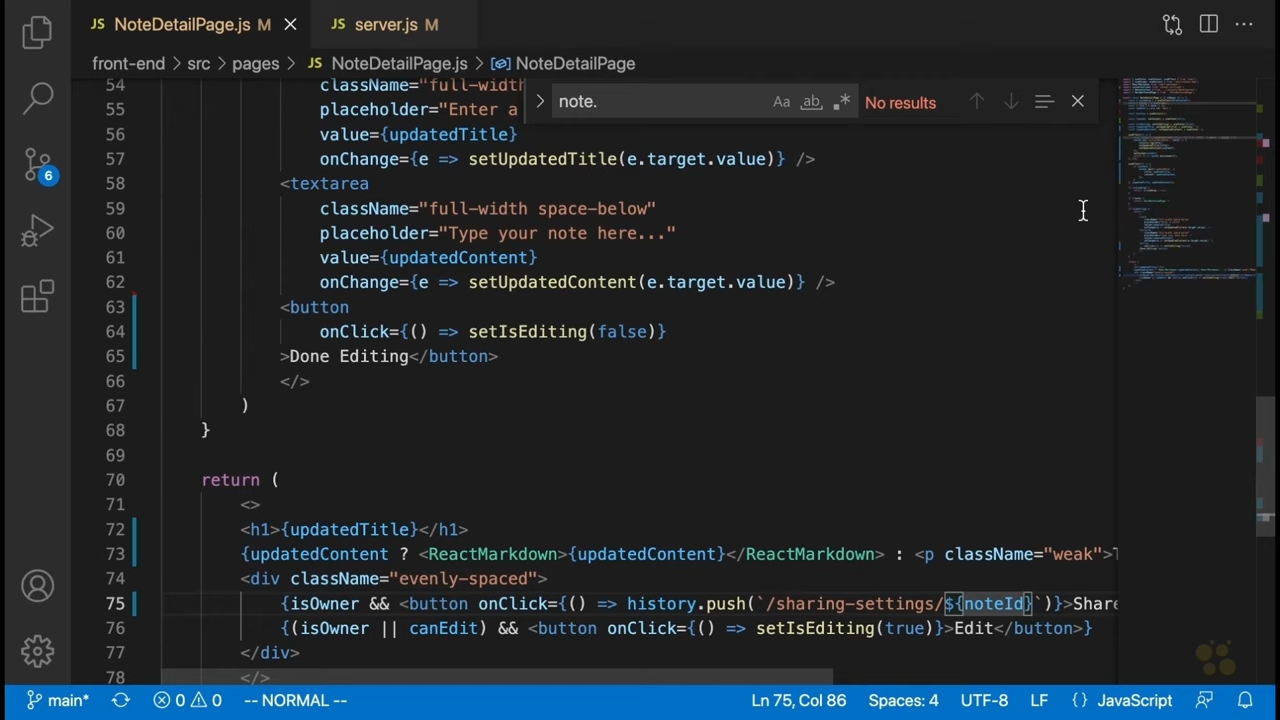 JS NoteDetailPage.js M
JS server.js M
front-end > src > pages > JS NoteDetailPage.js > NoteDetailPage
note.
Aa ab .* No results
54 className="full-width
55 placeholder="Enter a
56 value={updatedTitle}
57 onChange={e => setUpdatedTitle(e.target.value)} />
58 <textarea
59 className="full-width space-below"
60 placeholder="Type your note here..."
61 value={updatedContent}
62 onChange={e => setUpdatedContent(e.target.value)} />
63 <button
64 onClick={() => setIsEditing(false)}
65 >Done Editing</button>
66 </>
67 )
68 }
69
70 return (
71 <>
72 <h1>{updatedTitle}</h1>
73 {updatedContent ? <ReactMarkdown>{updatedContent}</ReactMarkdown> : <p className="weak">T
74 <div className="evenly-spaced">
75 {isOwner && <button onClick={() => history.push(`/sharing-settings/${noteId}`)}>Share
76 {(isOwner || canEdit) && <button onClick={() => setIsEditing(true)}>Edit</button>}
77 </div>
78 </>
6
main* 0 0 -- NORMAL -- Ln 75, Col 86 Spaces: 4 UTF-8 LF {} JavaScript